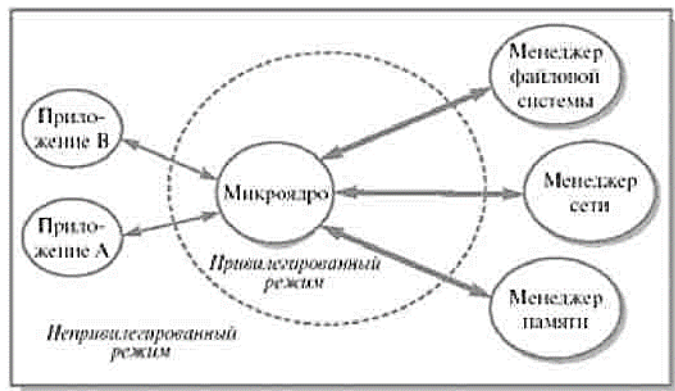 Менеджер
файловой
системы
Прило-
жение B
Микроядро
Менеджер
сети
Прило-
жение A
Привилегированный
режим
Менеджер
памяти
Непривилегированный
режим